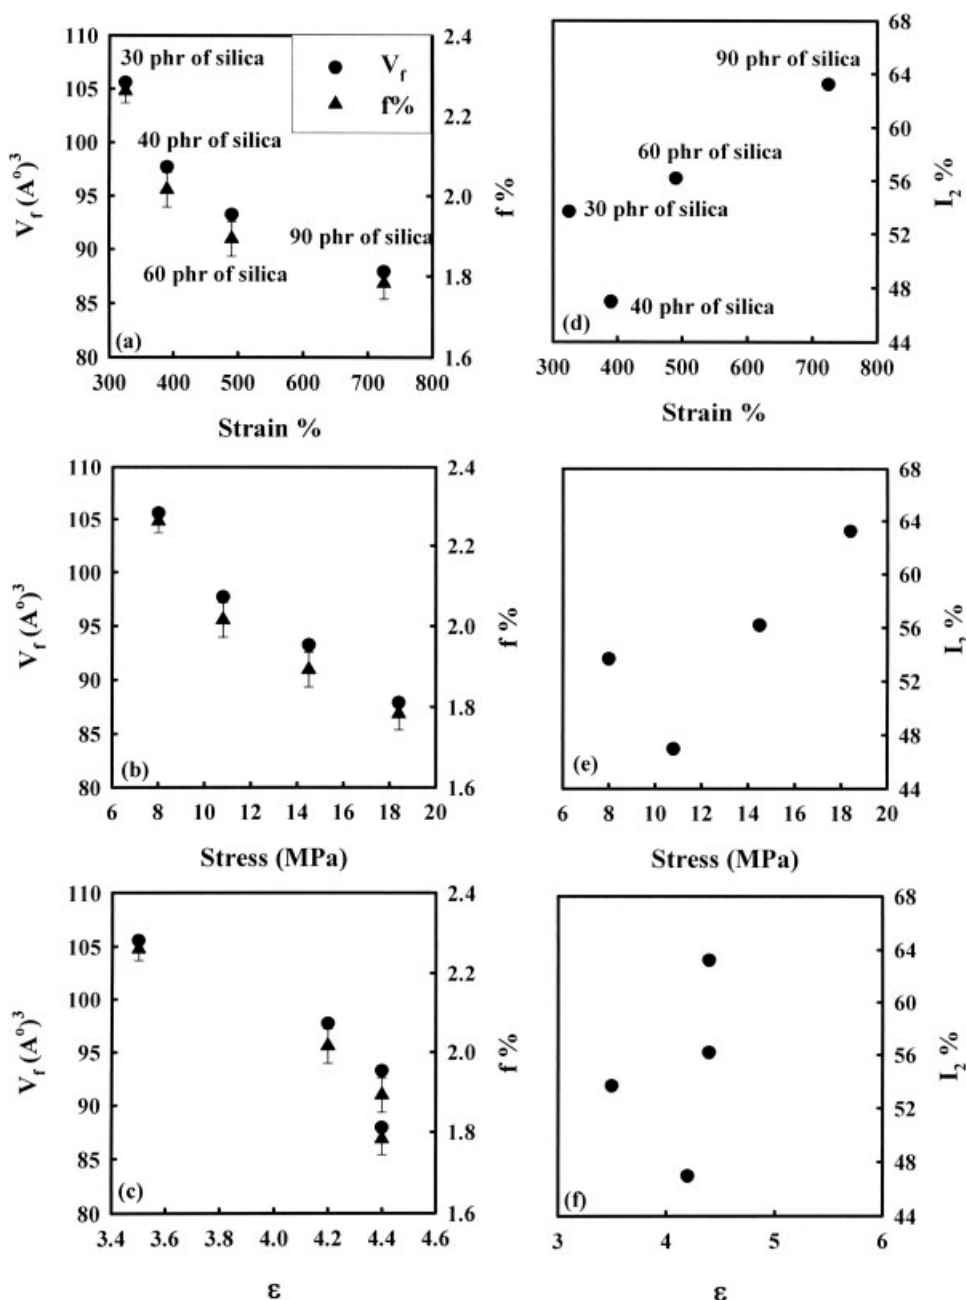 110
105
100
95
90
85
80
V_f (A°)³
30 phr of silica
40 phr of silica
60 phr of silica
90 phr of silica
● V_f
▲ f%
(a)
2.4
2.2
2.0
1.8
1.6
f %
300 400 500 600 700 800
Strain %
90 phr of silica
60 phr of silica
30 phr of silica
40 phr of silica
(d)
68
64
60
56
52
48
44
I₂ %
300 400 500 600 700 800
Strain %
110
105
100
95
90
85
80
V_f (A°)³
(b)
2.4
2.2
2.0
1.8
1.6
f %
6 8 10 12 14 16 18 20
Stress (MPa)
(e)
68
64
60
56
52
48
44
I, %
6 8 10 12 14 16 18 20
Stress (MPa)
110
105
100
95
90
85
80
V_f (A°)³
(c)
2.4
2.2
2.0
1.8
1.6
f %
3.4 3.6 3.8 4.0 4.2 4.4 4.6
ε
(f)
68
64
60
56
52
48
44
I₂ %
3 4 5 6
ε